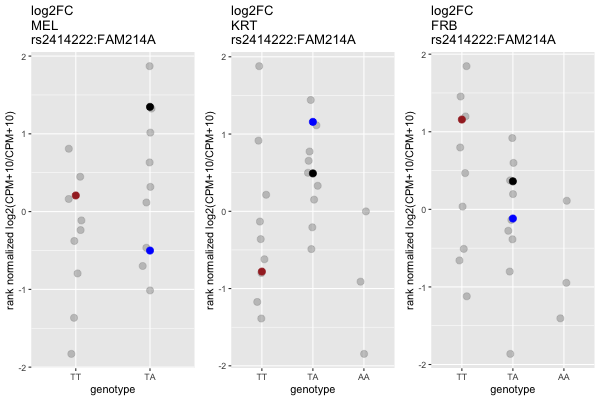 log2FC
MEL
rs2414222:FAM214A
rank normalized log2(CPM+10/CPM+10)
2
1
0
-1
-2
TT
TA
genotype
log2FC
KRT
rs2414222:FAM214A
rank normalized log2(CPM+10/CPM+10)
2
1
0
-1
-2
TT
TA
AA
genotype
log2FC
FRB
rs2414222:FAM214A
rank normalized log2(CPM+10/CPM+10)
2
1
0
-1
-2
TT
TA
AA
genotype